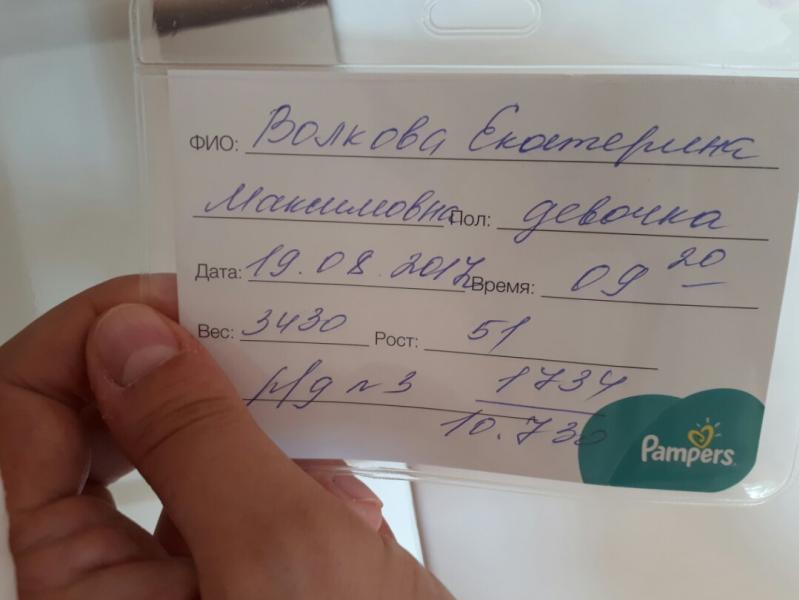 ФИО: Волкова Екатерина
Максимовна Пол: девочка
Дата: 19.08.2017 Время: 09 20
Вес: 3430 Рост: 51
р/д №3 1734
10.730
Pampers